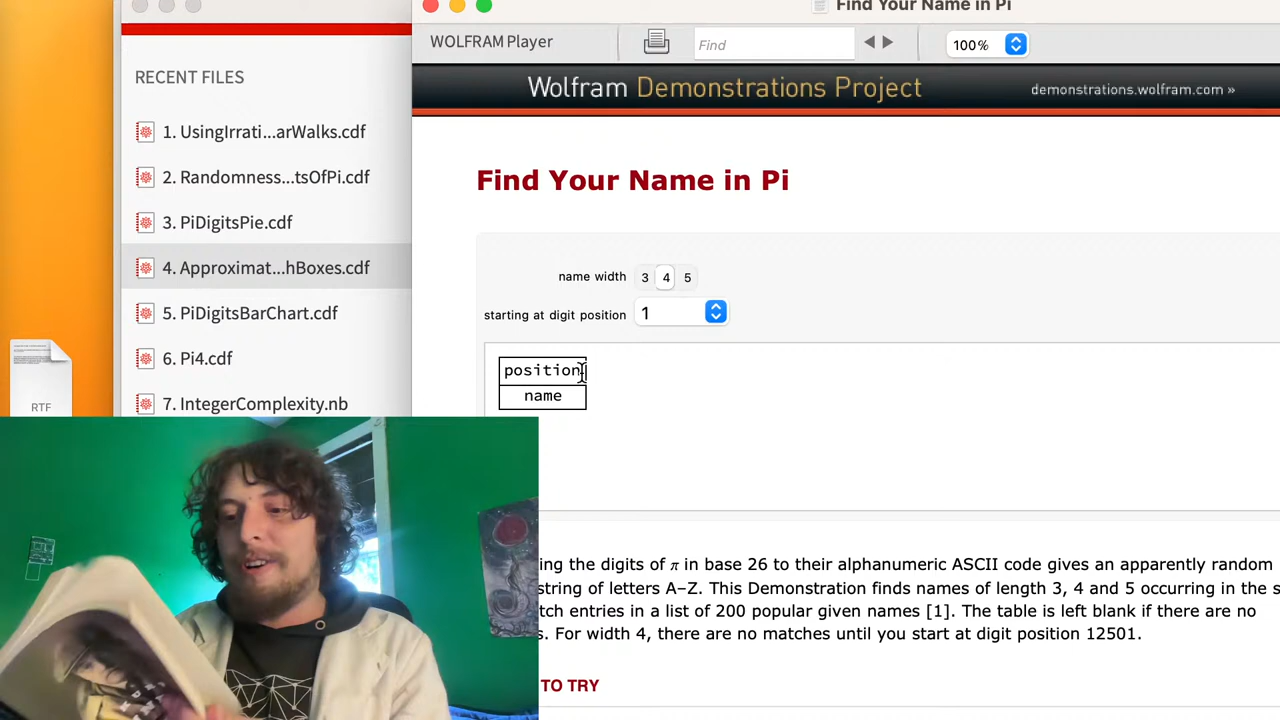 Find Your Name in Pi
WOLFRAM Player
Find
100%
Wolfram Demonstrations Project
demonstrations.wolfram.com »
RECENT FILES
1. UsingIrrati...arWalks.cdf
2. Randomness...tsOfPi.cdf
3. PiDigitsPie.cdf
4. Approximat...hBoxes.cdf
5. PiDigitsBarChart.cdf
6. Pi4.cdf
7. IntegerComplexity.nb
RTF
Find Your Name in Pi
name width 3 4 5
starting at digit position 1
position
name
ing the digits of π in base 26 to their alphanumeric ASCII code gives an apparently random
string of letters A–Z. This Demonstration finds names of length 3, 4 and 5 occurring in the s
tch entries in a list of 200 popular given names [1]. The table is left blank if there are no
s. For width 4, there are no matches until you start at digit position 12501.
TO TRY